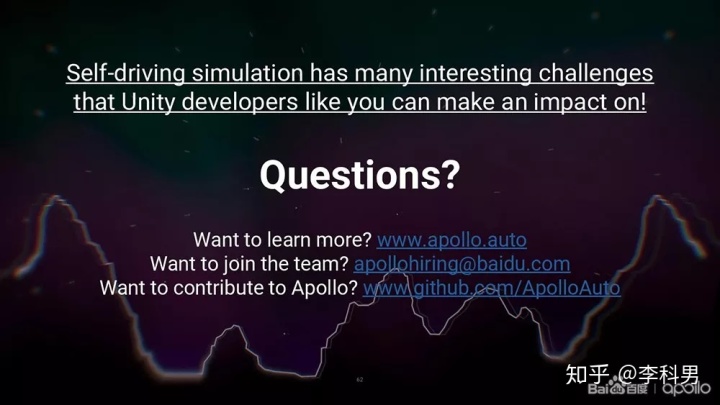 Self-driving simulation has many interesting challenges
that Unity developers like you can make an impact on!
Questions?
Want to learn more? www.apollo.auto
Want to join the team? apollohiring@baidu.com
Want to contribute to Apollo? www.github.com/ApolloAuto
62
知乎 @李科男
Bai百度 | apollo